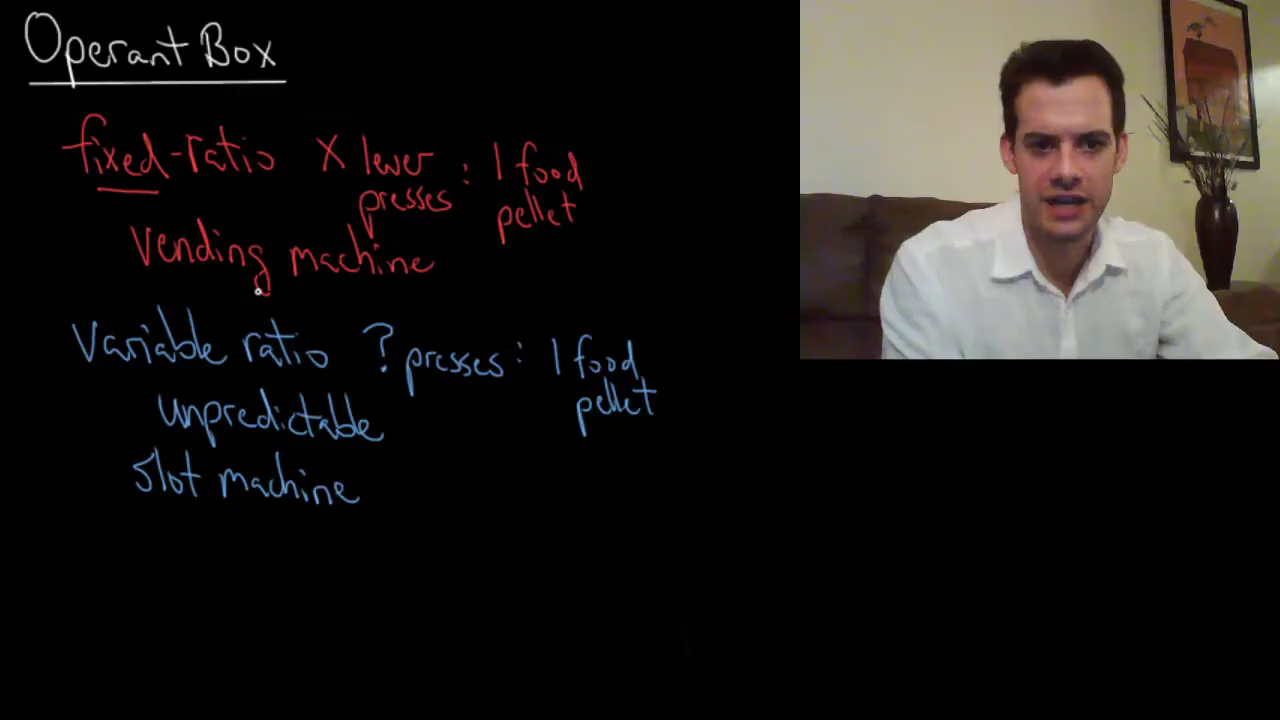 Operant Box
fixed-ratio X lever presses : 1 food pellet
vending machine
Variable ratio ? presses : 1 food pellet
unpredictable
slot machine